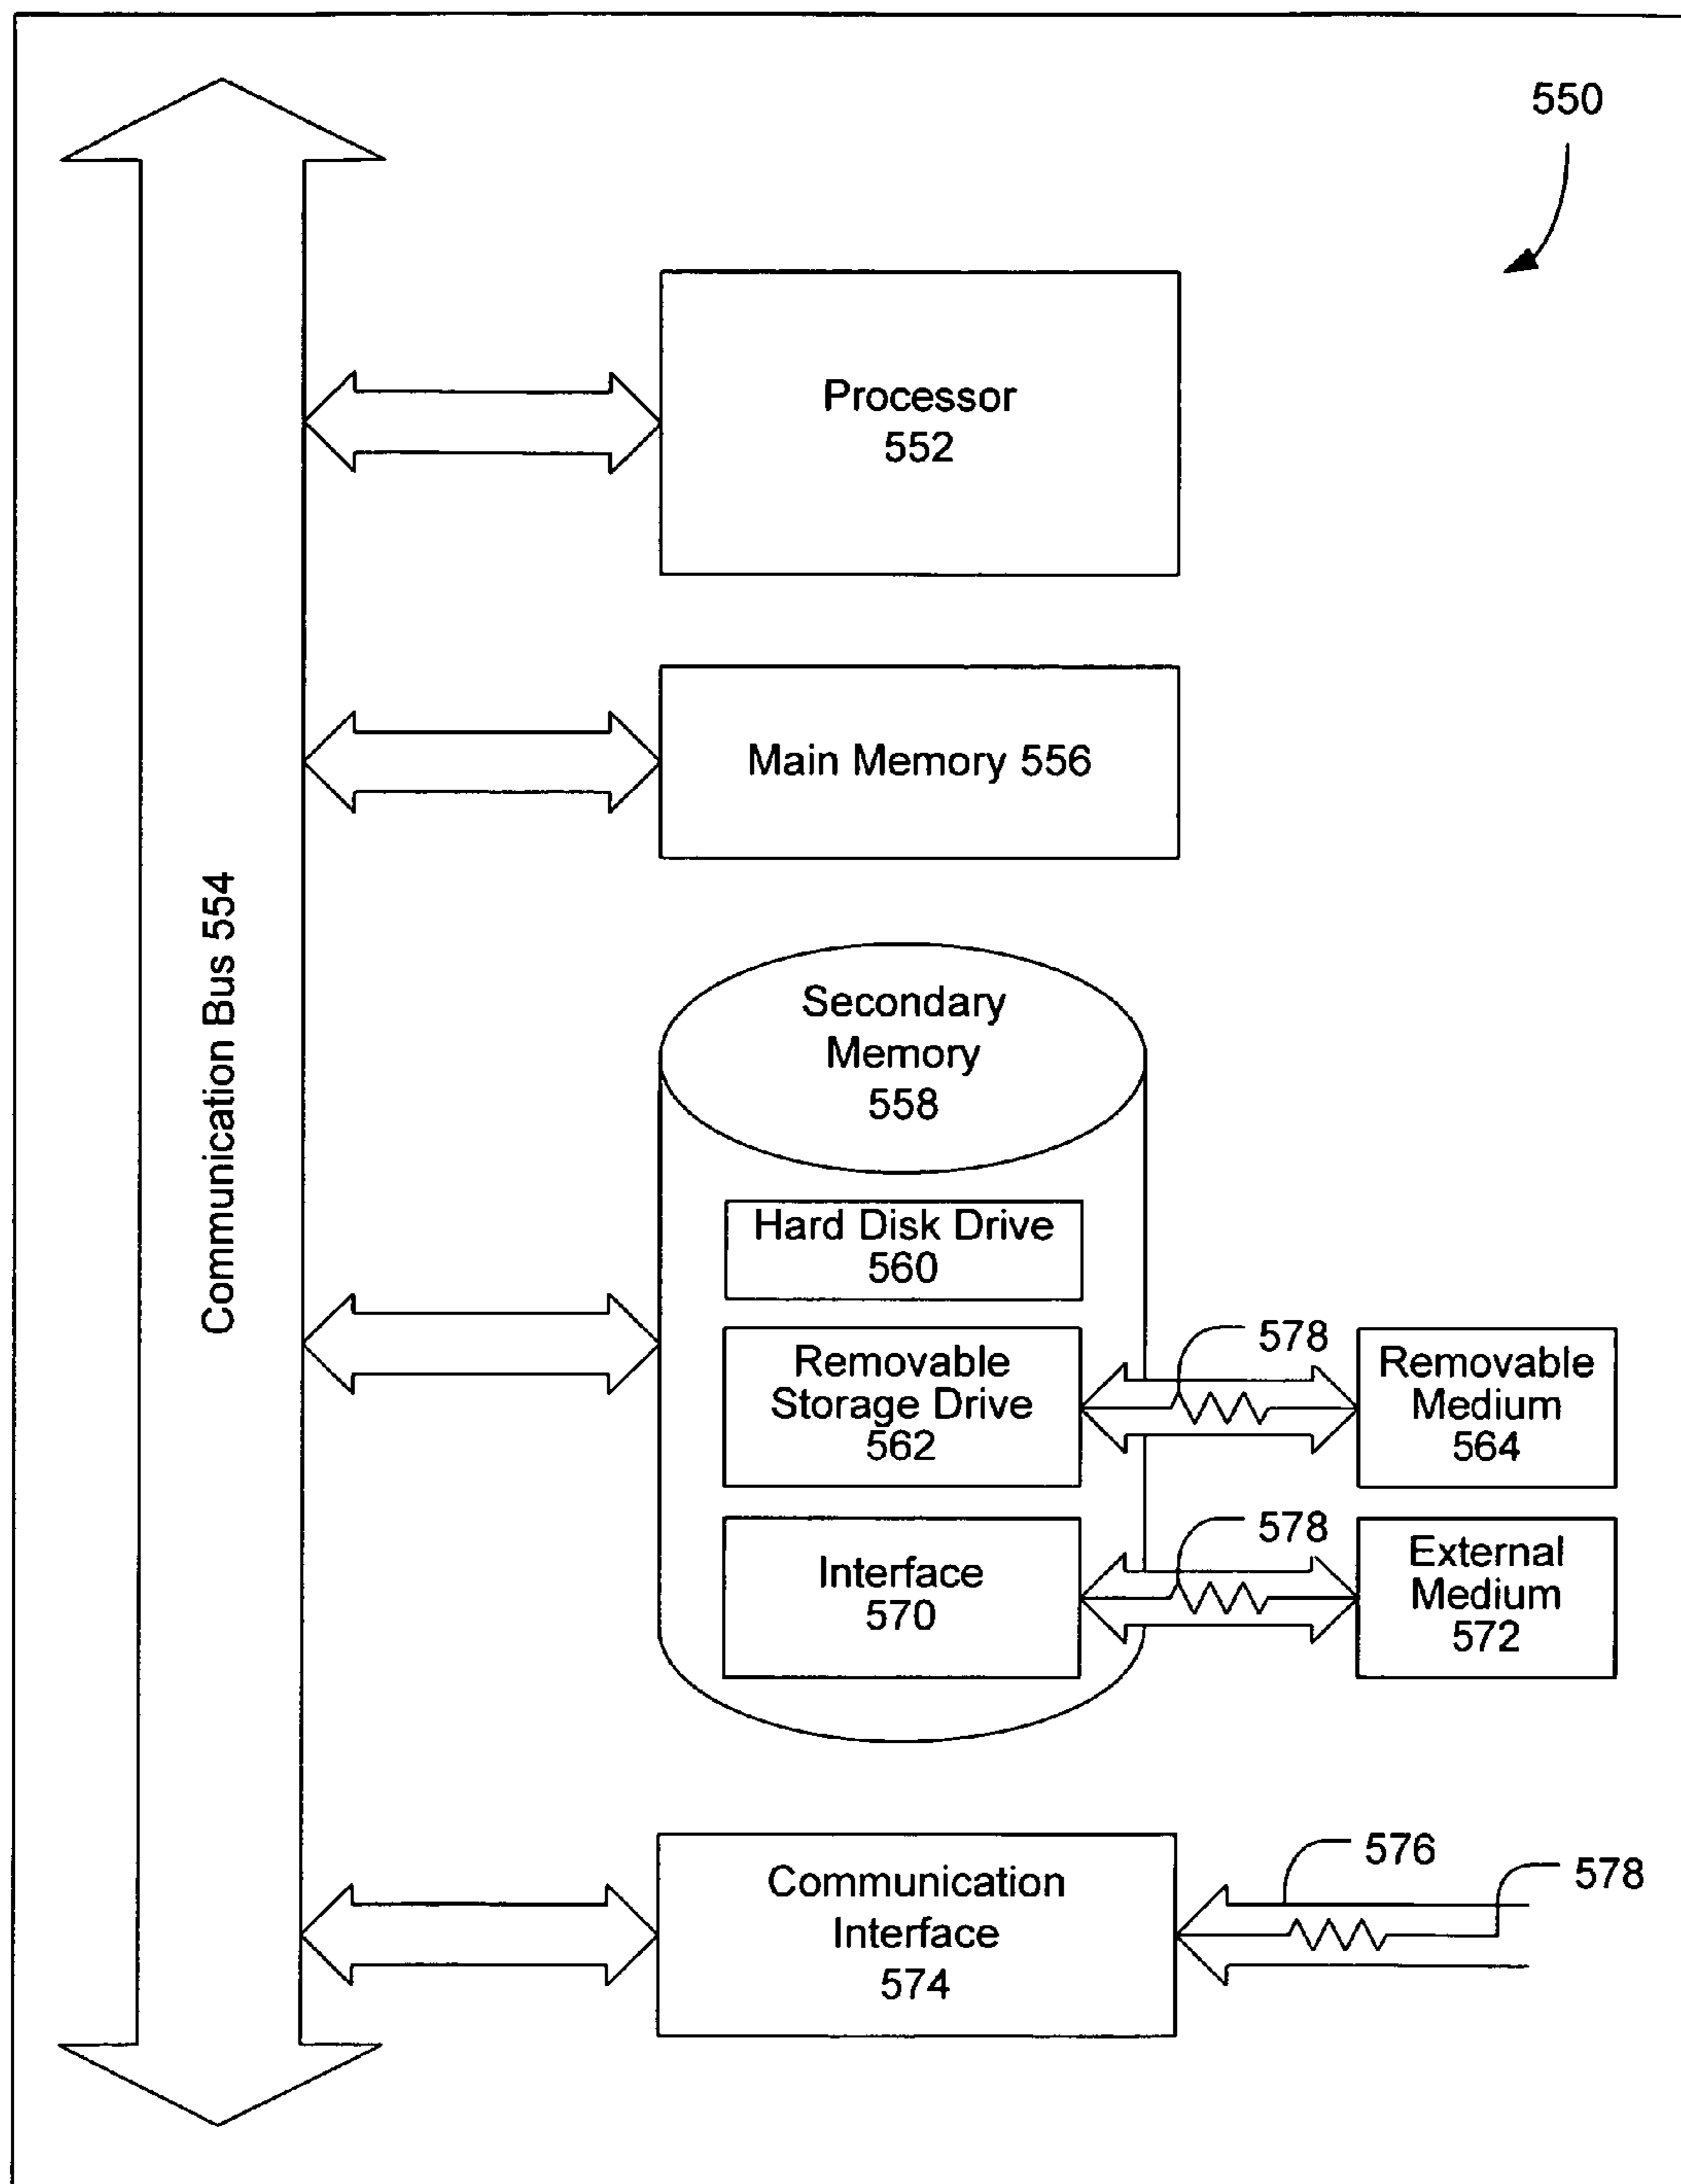 550
Processor
552
Main Memory 556
Communication Bus 554
Secondary
Memory
558
Hard Disk Drive
560
578
Removable
Storage Drive
562
Removable
Medium
564
578
Interface
570
External
Medium
572
576
578
Communication
Interface
574